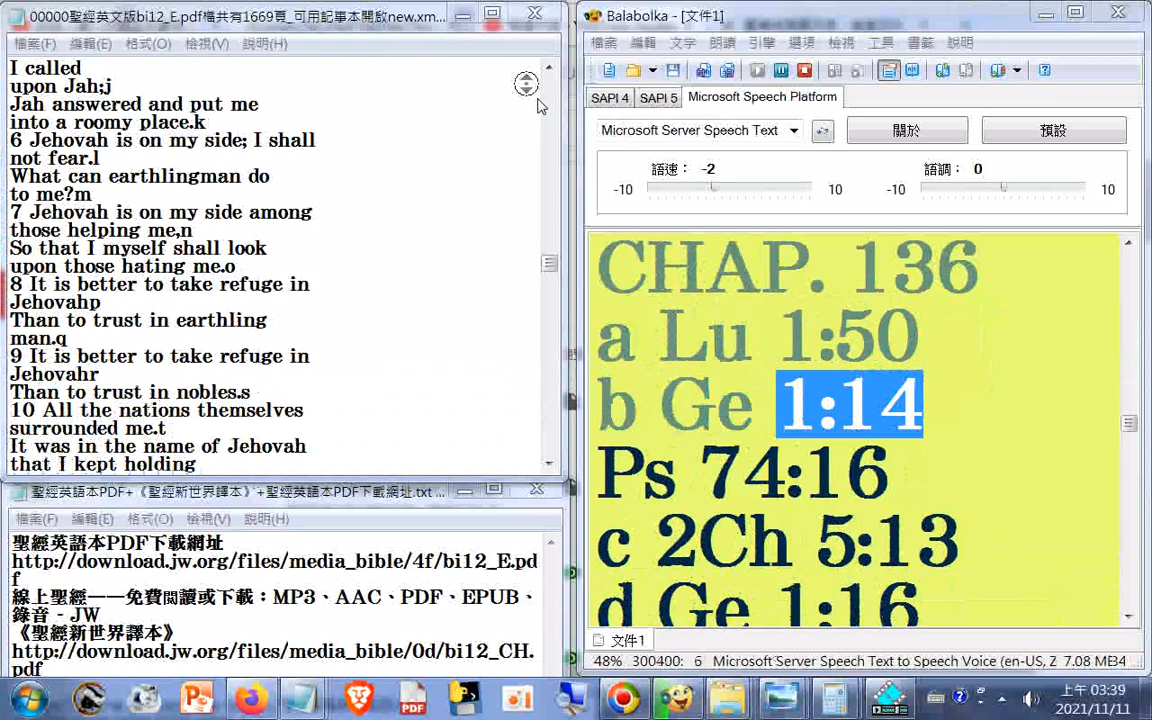 00000聖經英文版bi12_E.pdf檔共有1669頁_可用記事本開啟new.xm...
檔案(F) 編輯(E) 格式(O) 檢視(V) 說明(H)
I called
upon Jah;j
Jah answered and put me
into a roomy place.k
6 Jehovah is on my side; I shall
not fear.l
What can earthlingman do
to me?m
7 Jehovah is on my side among
those helping me,n
So that I myself shall look
upon those hating me.o
8 It is better to take refuge in
Jehovahp
Than to trust in earthling
man.q
9 It is better to take refuge in
Jehovahr
Than to trust in nobles.s
10 All the nations themselves
surrounded me.t
It was in the name of Jehovah
that I kept holding
聖經英語本PDF+《聖經新世界譯本》+聖經英語本PDF下載網址.txt ...
檔案(F) 編輯(E) 格式(O) 檢視(V) 說明(H)
聖經英語本PDF下載網址
http://download.jw.org/files/media_bible/4f/bi12_E.pd
f
線上聖經——免費閱讀或下載：MP3、AAC、PDF、EPUB、
錄音 - JW
《聖經新世界譯本》
http://download.jw.org/files/media_bible/0d/bi12_CH.
pdf
Balabolka - [文件1]
檔案 編輯 文字 朗讀 引擎 選項 檢視 工具 書籤 說明
SAPI 4 SAPI 5 Microsoft Speech Platform
Microsoft Server Speech Text 關於 預設
語速： -2 語調： 0
-10 10 -10 10
CHAP. 136
a Lu 1:50
b Ge 1:14
Ps 74:16
c 2Ch 5:13
d Ge 1:16
文件1
48% 300400: 6 Microsoft Server Speech Text to Speech Voice (en-US, Z 7.08 MB
上午 03:39
2021/11/11